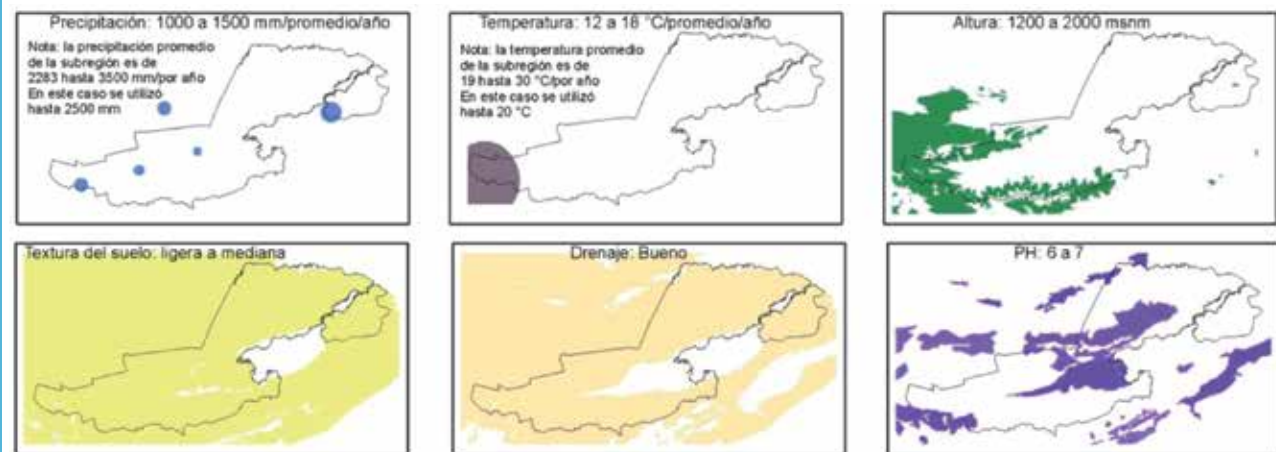 Precipitación: 1000 a 1500 mm/promedio/año
Nota: la precipitación promedio
de la subregión es de
2283 hasta 3500 mm/por año
En este caso se utilizó
hasta 2500 mm
Temperatura: 12 a 18 °C/promedio/año
Nota: la temperatura promedio
de la subregión es de
19 hasta 30 °C/por año
En este caso se utilizó
hasta 20 °C
Altura: 1200 a 2000 msnm
Textura del suelo: ligera a mediana
Drenaje: Bueno
PH: 6 a 7